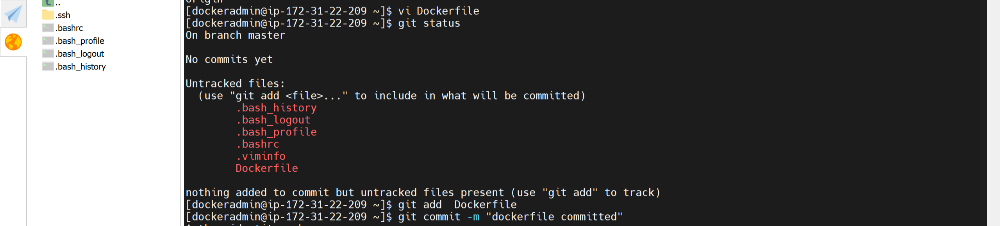 ..
.ssh
.bashrc
.bash_profile
.bash_logout
.bash_history
[dockeradmin@ip-172-31-22-209 ~]$ vi Dockerfile
[dockeradmin@ip-172-31-22-209 ~]$ git status
On branch master
No commits yet
Untracked files:
(use "git add <file>..." to include in what will be committed)
.bash_history
.bash_logout
.bash_profile
.bashrc
.viminfo
Dockerfile
nothing added to commit but untracked files present (use "git add" to track)
[dockeradmin@ip-172-31-22-209 ~]$ git add  Dockerfile
[dockeradmin@ip-172-31-22-209 ~]$ git commit -m "dockerfile committed"